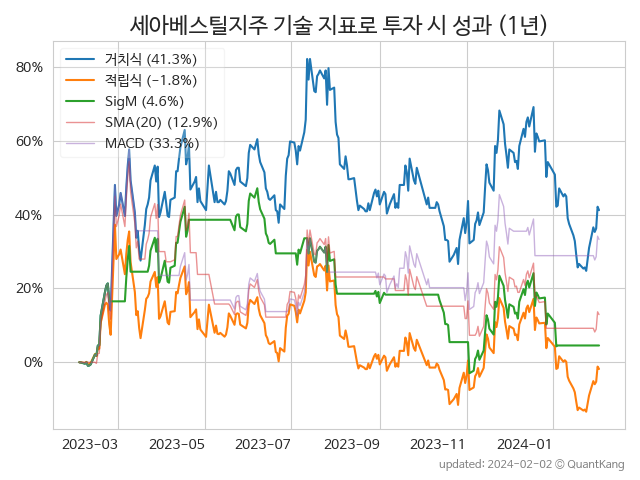 세아베스틸지주 기술 지표로 투자 시 성과 (1년)
거치식 (41.3%)
적립식 (−1.8%)
SigM (4.6%)
SMA(20) (12.9%)
MACD (33.3%)
80%
60%
40%
20%
0%
2023−03 2023−05 2023−07 2023−09 2023−11 2024−01
updated: 2024−02−02 © QuantKang